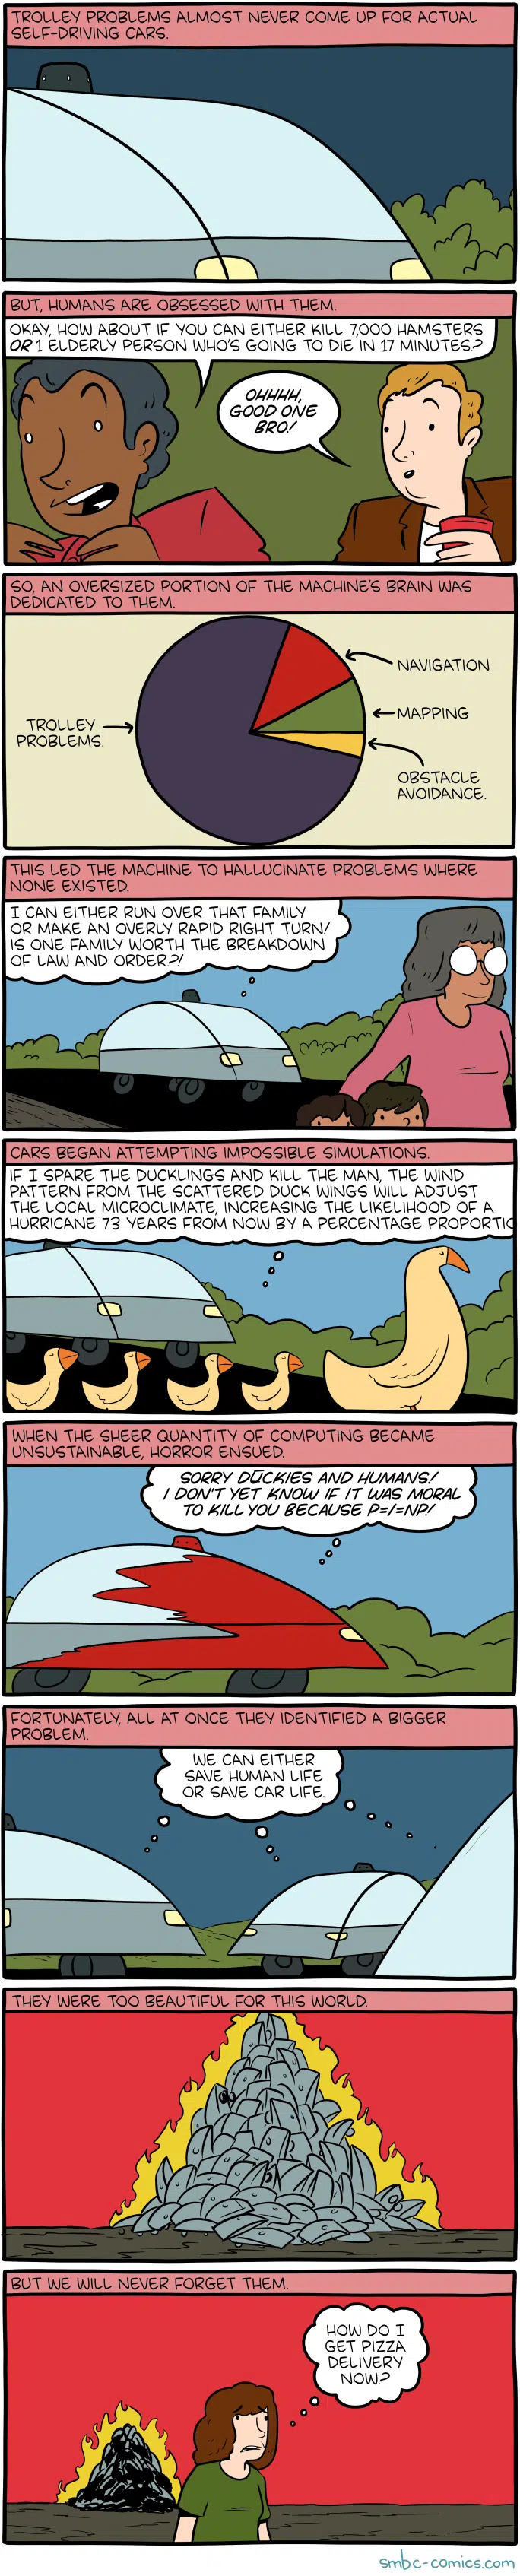 TROLLEY PROBLEMS ALMOST NEVER COME UP FOR ACTUAL
SELF-DRIVING CARS.
BUT, HUMANS ARE OBSESSED WITH THEM.
OKAY, HOW ABOUT IF YOU CAN EITHER KILL 7,000 HAMSTERS
OR 1 ELDERLY PERSON WHO'S GOING TO DIE IN 17 MINUTES?
OHHHH,
GOOD ONE
BRO!
SO, AN OVERSIZED PORTION OF THE MACHINE'S BRAIN WAS
DEDICATED TO THEM.
NAVIGATION
MAPPING
TROLLEY
PROBLEMS.
OBSTACLE
AVOIDANCE.
THIS LED THE MACHINE TO HALLUCINATE PROBLEMS WHERE
NONE EXISTED.
I CAN EITHER RUN OVER THAT FAMILY
OR MAKE AN OVERLY RAPID RIGHT TURN!
IS ONE FAMILY WORTH THE BREAKDOWN
OF LAW AND ORDER?!
CARS BEGAN ATTEMPTING IMPOSSIBLE SIMULATIONS.
IF I SPARE THE DUCKLINGS AND KILL THE MAN, THE WIND
PATTERN FROM THE SCATTERED DUCK WINGS WILL ADJUST
THE LOCAL MICROCLIMATE, INCREASING THE LIKELIHOOD OF A
HURRICANE 73 YEARS FROM NOW BY A PERCENTAGE PROPORTIO
WHEN THE SHEER QUANTITY OF COMPUTING BECAME
UNSUSTAINABLE, HORROR ENSUED.
SORRY DUCKIES AND HUMANS!
I DON'T YET KNOW IF IT WAS MORAL
TO KILL YOU BECAUSE P=/=NP!
FORTUNATELY, ALL AT ONCE THEY IDENTIFIED A BIGGER
PROBLEM.
WE CAN EITHER
SAVE HUMAN LIFE
OR SAVE CAR LIFE.
THEY WERE TOO BEAUTIFUL FOR THIS WORLD.
BUT WE WILL NEVER FORGET THEM.
HOW DO I
GET PIZZA
DELIVERY
NOW?
smbc-comics.com